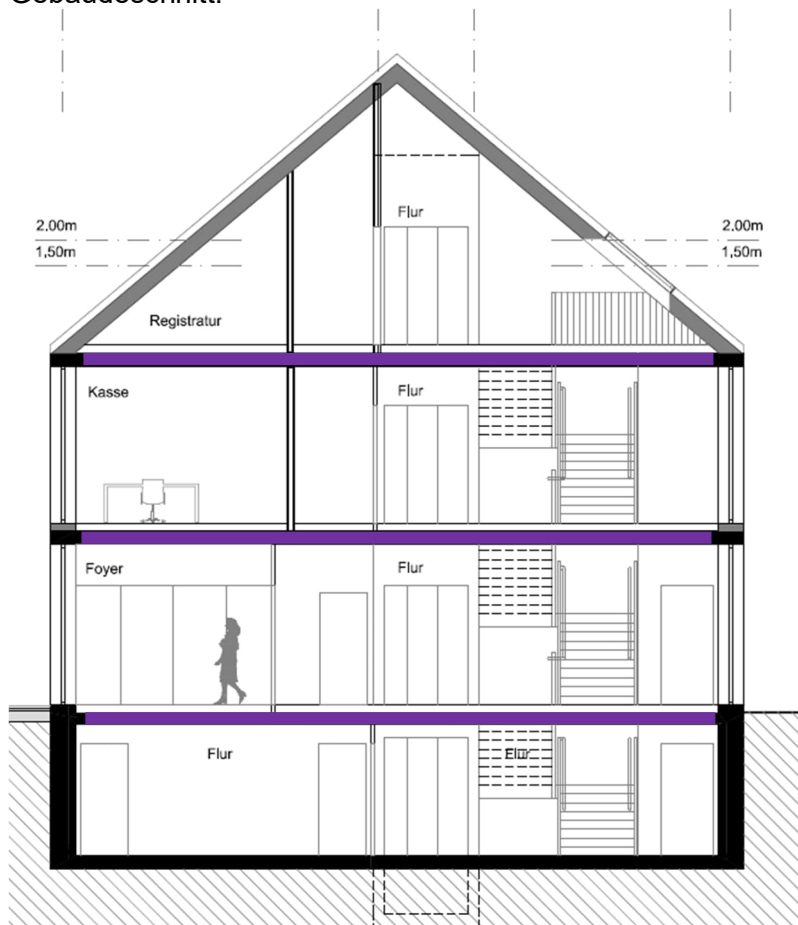 Gebäudeschnitt:
Flur
2.00m
2.00m
1,50m
1,50m
Registratur
Kasse
Flur
Foyer
Flur
Flur
Flur